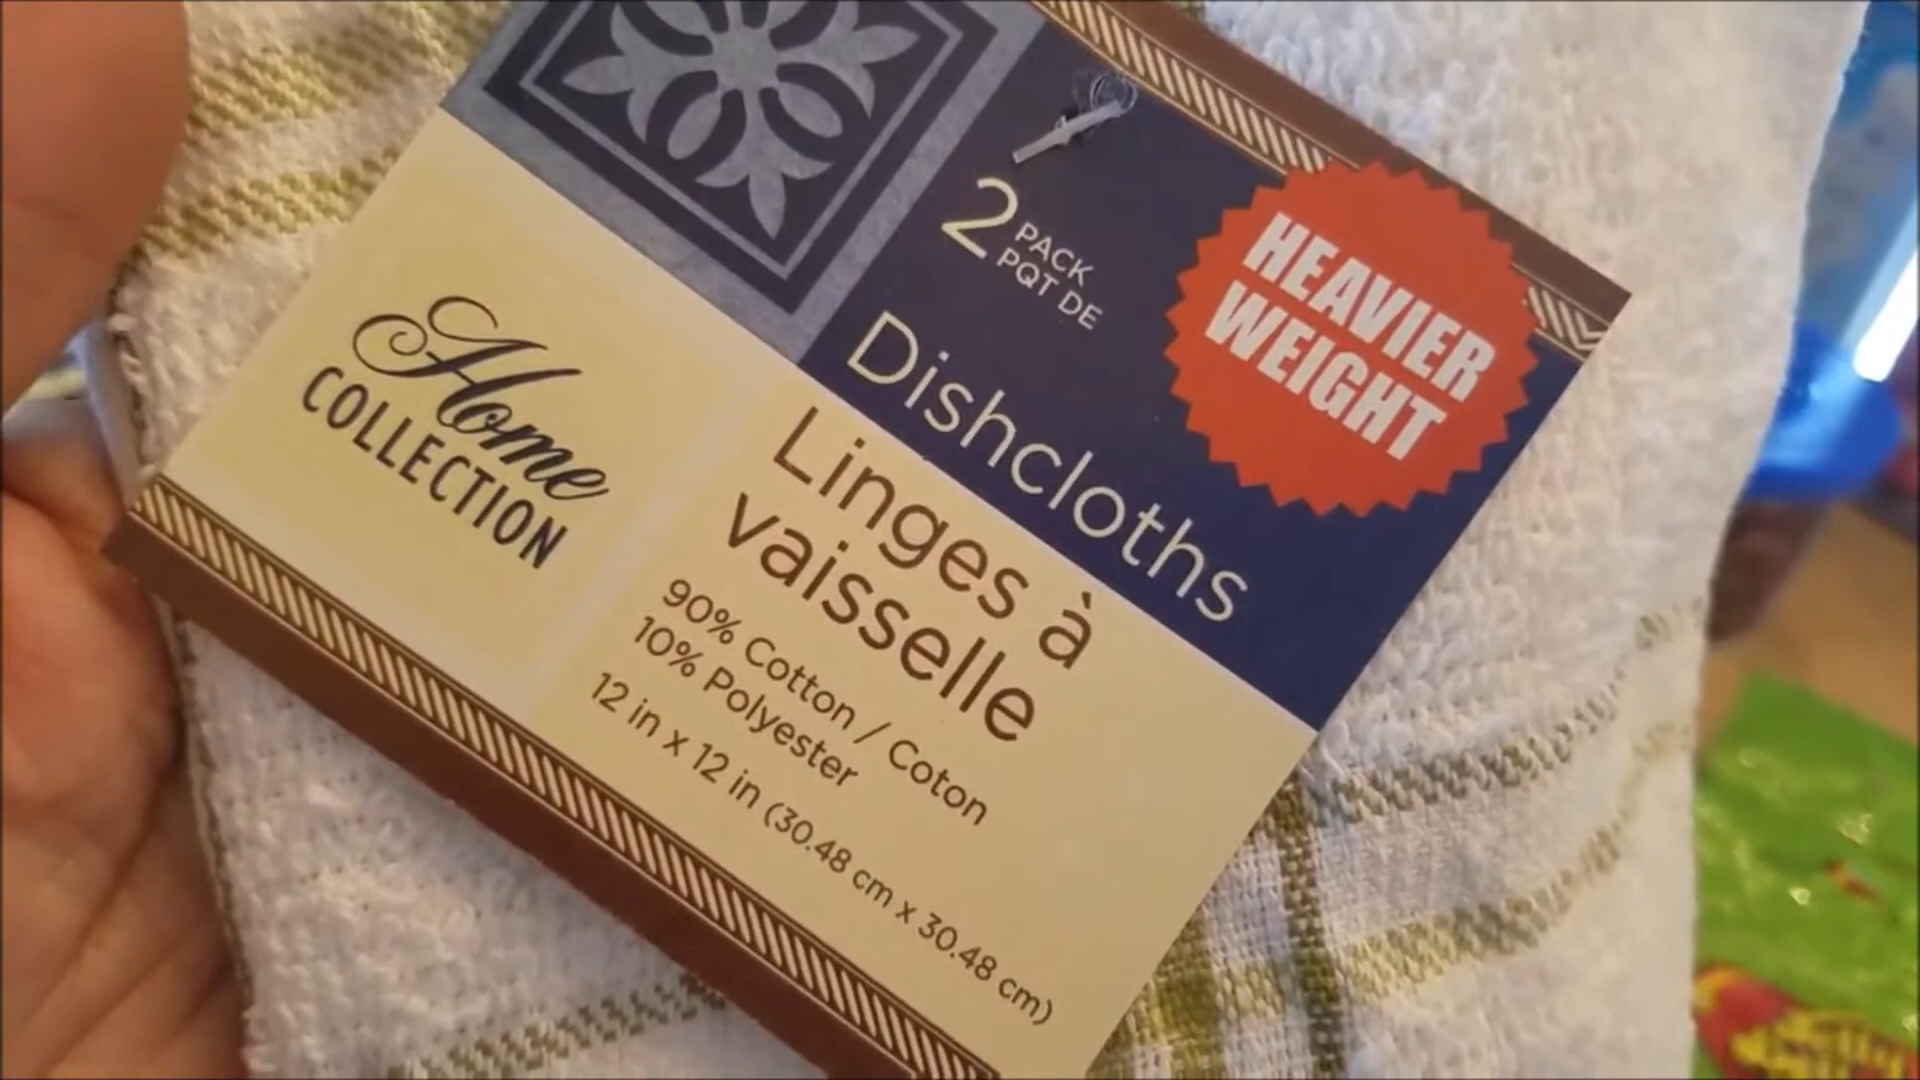 2 PACK
PQT DE
HEAVIER
WEIGHT
Dishcloths
Home
COLLECTION
Linges à
vaisselle
90% Cotton / Coton
10% Polyester
12 in x 12 in (30.48 cm x 30.48 cm)